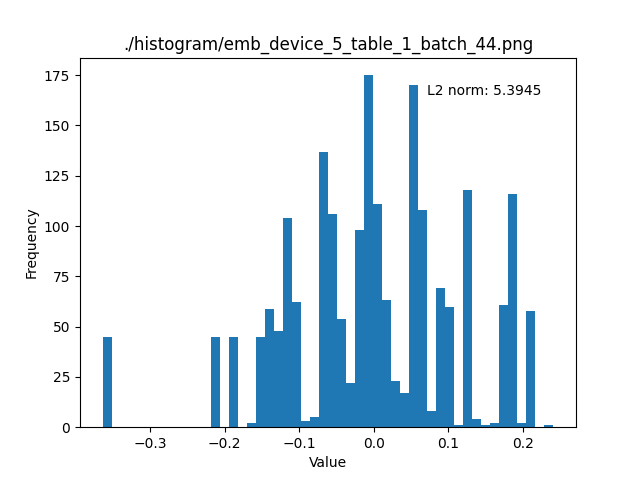 ./histogram/emb_device_5_table_1_batch_44.png
L2 norm: 5.3945
Frequency
175
150
125
100
75
50
25
0
−0.3 −0.2 −0.1 0.0 0.1 0.2
Value